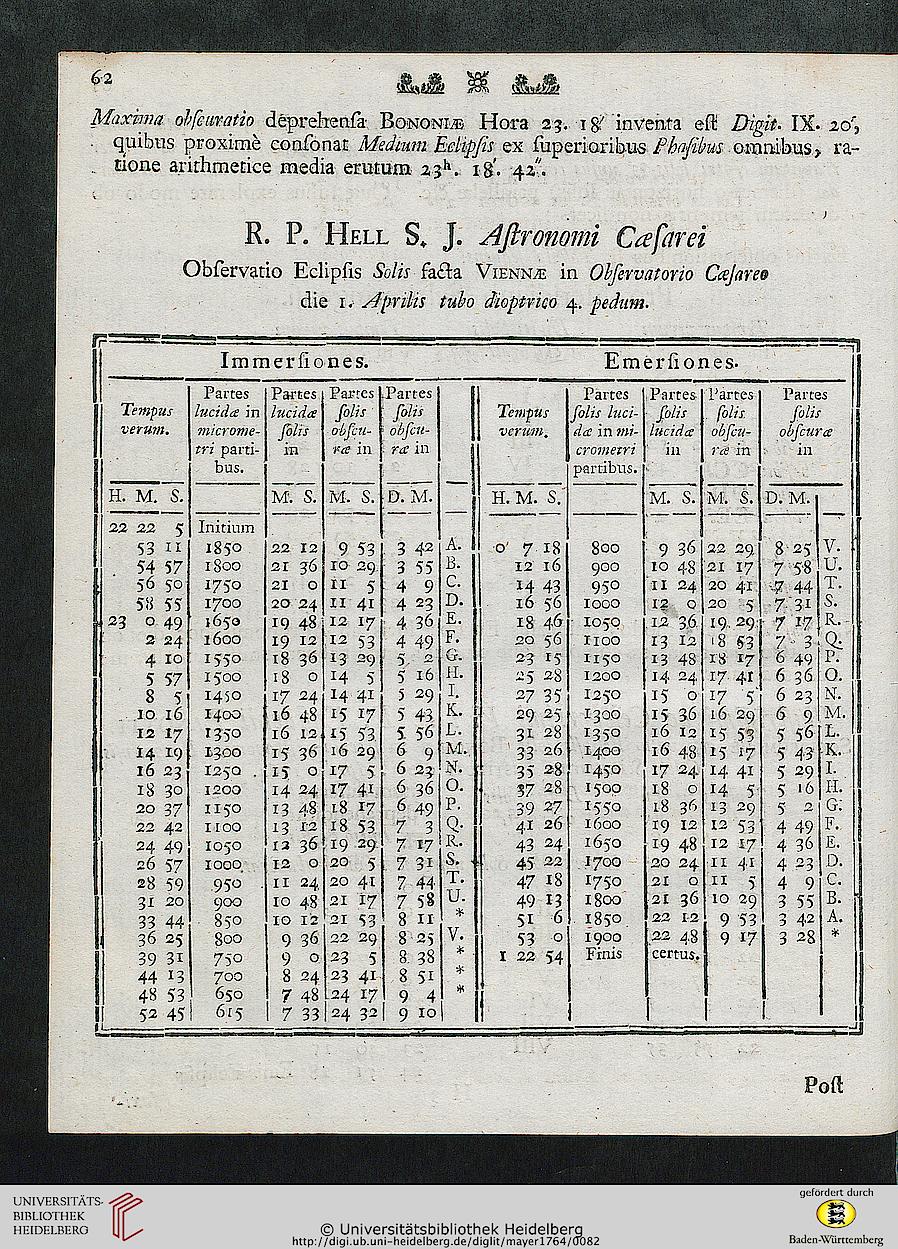 62
Maxima obſcuratio deprehenſa BONONIÆ Hora 23. 18′ inventa eſt Digit. IX. 20′,
quibus proximè conſonat Medium Eclipſis ex ſuperioribus Phaſibus omnibus, ra-
tione arithmetice media erutum 23ʰ. 18′. 42″.
R. P. HELL S. J. Aſtronomi Cæſarei
Obſervatio Eclipſis Solis facta VIENNÆ in Obſervatorio Cæſareo
die 1. Aprilis tubo dioptrico 4. pedum.
Immerſiones. Emerſiones.
Tempus verum. Partes lucidæ in microme-tri parti-bus. Partes lucidæ ſolis in Partes ſolis obſcu-ræ in Partes ſolis obſcu-ræ in Tempus verum. Partes ſolis luci-dæ in mi-crometri partibus. Partes ſolis lucidæ in Partes ſolis obſcu-ræ in Partes ſolis obſcuræ in
H. M. S. M. S. M. S. D. M. H. M. S. M. S. M. S. D. M.
22 22 5 Initium
53 11 1850 22 12 9 53 3 42 A. 0 7 18 800 9 36 22 29 8 25 V.
54 57 1800 21 36 10 29 3 55 B. 12 16 900 10 48 21 17 7 58 U.
56 50 1750 21 0 11 5 4 9 C. 14 43 950 11 24 20 41 7 44 T.
58 55 1700 20 24 11 41 4 23 D. 16 56 1000 12 0 20 5 7 31 S.
23 0 49 1650 19 48 12 17 4 36 E. 18 46 1050 12 36 19 29 7 17 R.
2 24 1600 19 12 12 53 4 49 F. 20 56 1100 13 12 18 53 7 3 Q.
4 10 1550 18 36 13 29 5 2 G. 23 15 1150 13 48 18 17 6 49 P.
5 57 1500 18 0 14 5 5 16 H. 25 28 1200 14 24 17 41 6 36 O.
8 5 1450 17 24 14 41 5 29 I. 27 35 1250 15 0 17 5 6 23 N.
10 16 1400 16 48 15 17 5 43 K. 29 25 1300 15 36 16 29 6 9 M.
12 17 1350 16 12 15 53 5 56 L. 31 28 1350 16 12 15 53 5 56 L.
14 19 1300 15 36 16 29 6 9 M. 33 26 1400 16 48 15 17 5 43 K.
16 23 1250 15 0 17 5 6 23 N. 35 28 1450 17 24 14 41 5 29 I.
18 30 1200 14 24 17 41 6 36 O. 37 28 1500 18 0 14 5 5 16 H.
20 37 1150 13 48 18 17 6 49 P. 39 27 1550 18 36 13 29 5 2 G.
22 42 1100 13 12 18 53 7 3 Q. 41 26 1600 19 12 12 53 4 49 F.
24 49 1050 12 36 19 29 7 17 R. 43 24 1650 19 48 12 17 4 36 E.
26 57 1000 12 0 20 5 7 31 S. 45 22 1700 20 24 11 41 4 23 D.
28 59 950 11 24 20 41 7 44 T. 47 18 1750 21 0 11 5 4 9 C.
31 20 900 10 48 21 17 7 58 U. 49 13 1800 21 36 10 29 3 55 B.
33 44 850 10 12 21 53 8 11 * 51 6 1850 22 12 9 53 3 42 A.
36 25 800 9 36 22 29 8 25 V. 53 0 1900 22 48 9 17 3 28 *
39 31 750 9 0 23 5 8 38 * 1 22 54 Finis certus.
44 13 700 8 24 23 41 8 51 *
48 53 650 7 48 24 17 9 4 *
52 45 615 7 33 24 32 9 10
Poſt
UNIVERSITÄTS-
BIBLIOTHEK
HEIDELBERG
© Universitätsbibliothek Heidelberg
http://digi.ub.uni-heidelberg.de/diglit/mayer1764/0082
gefördert durch
Baden-Württemberg